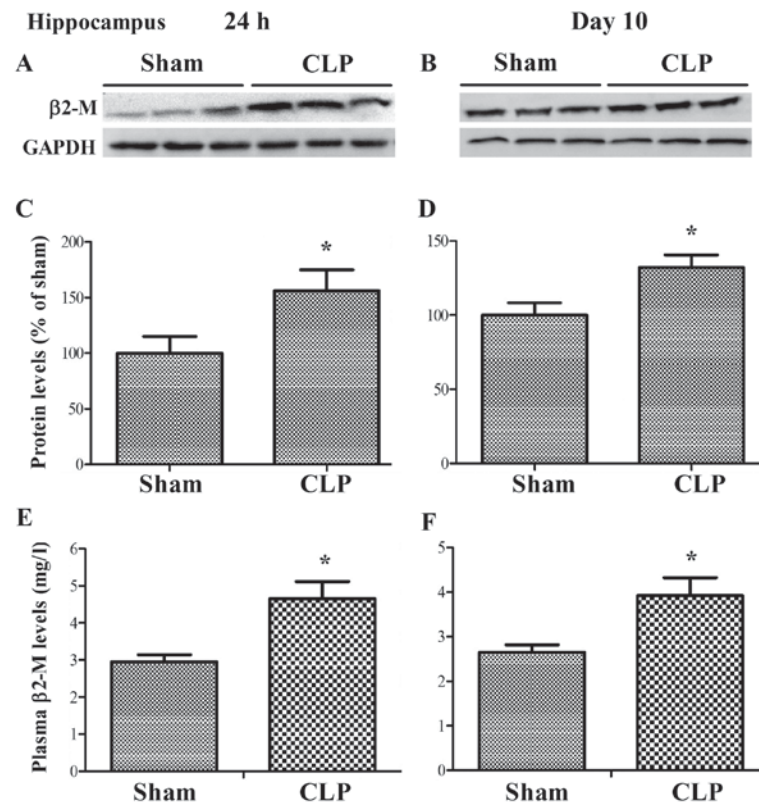 Hippocampus 24 h Day 10
A Sham CLP B Sham CLP
β2-M
GAPDH
C D
Protein levels (% of sham)
200
150
100
50
0
*
Sham CLP
150
100
50
0
*
Sham CLP
E F
Plasma β2-M levels (mg/l)
6
5
4
3
2
1
0
*
Sham CLP
5
4
3
2
1
0
*
Sham CLP